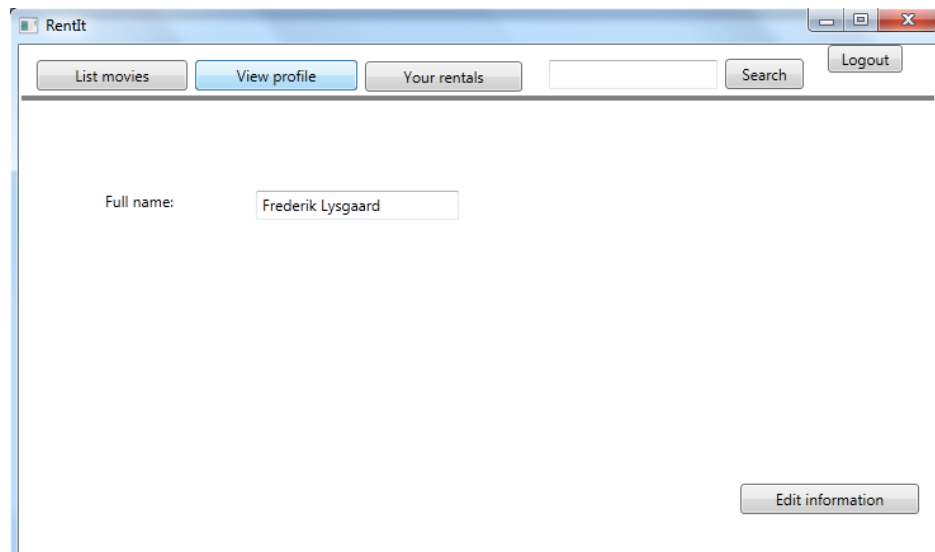 RentIt
List movies View profile Your rentals Search Logout
Full name: Frederik Lysgaard
Edit information